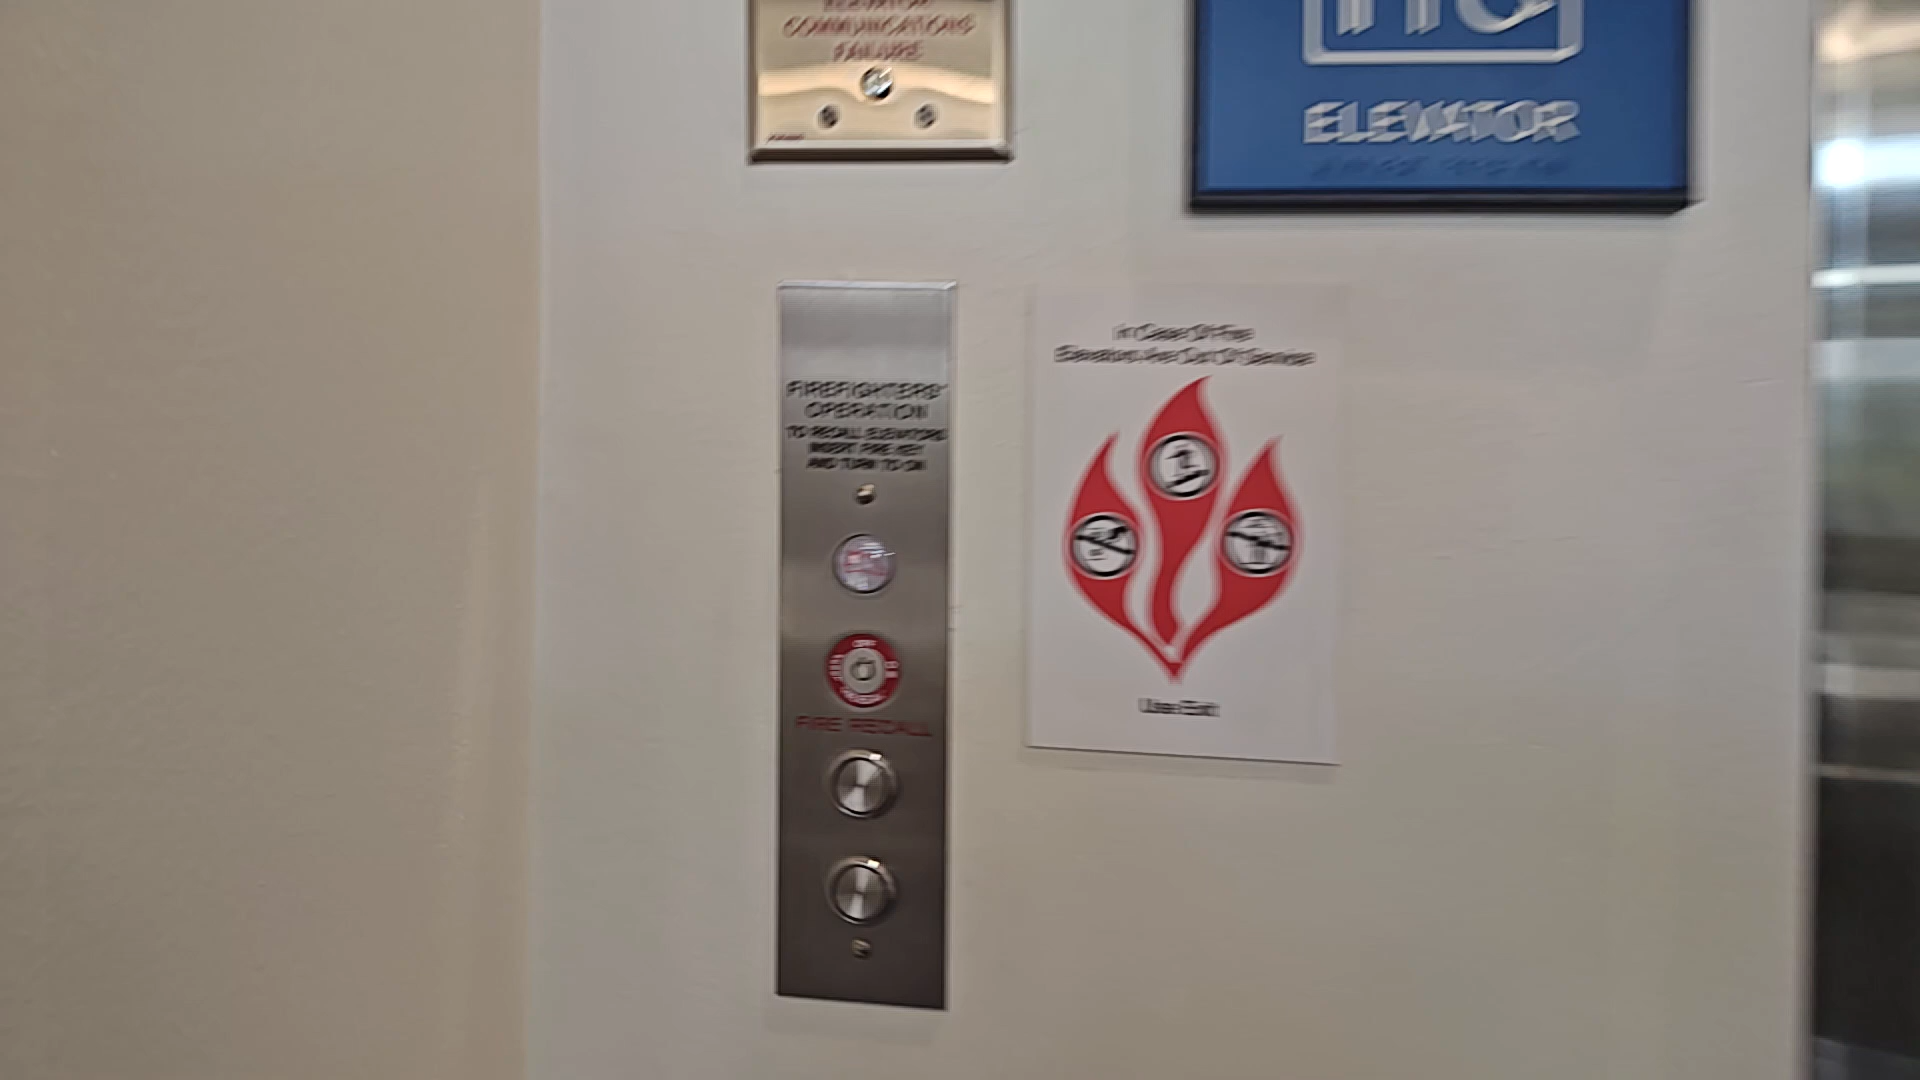 ELEVATOR
COMMUNICATIONS
FAILURE
ELEVATOR
FIREFIGHTERS'
OPERATION
TO RECALL ELEVATORS
INSERT FIRE KEY
AND TURN TO ON
FIRE RECALL
In Case Of Fire
Elevators Are Out Of Service
Use Exit